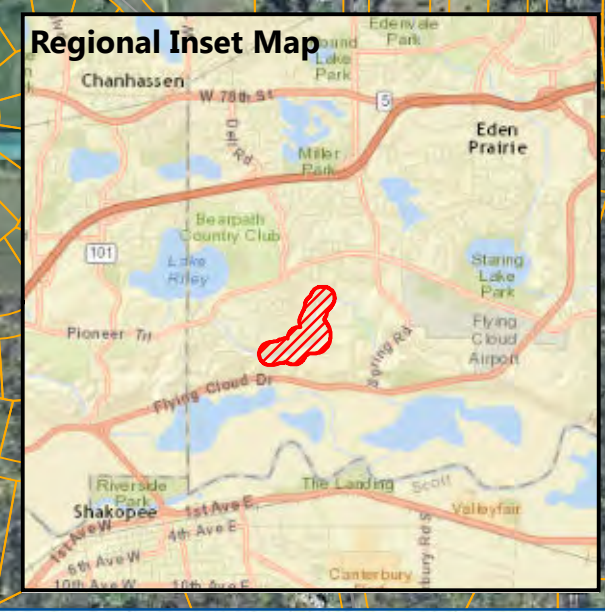 Regional Inset Map
Edenvale
Park
Round
Lake
Park
Chanhassen
W 78th St
5
Dell Rd
Eden
Prairie
Miller
Park
Bearpath
Country Club
101
Lake
Riley
Staring
Lake
Park
Pioneer Trl
Flying
Cloud
Airport
Spring Rd
Flying Cloud Dr
Riverside
Park
The Landing
Scott
Shakopee
1st Ave E
Valleyfair
1st Ave W
4th Ave E
6th Ave W
Canterbury
10th Ave W
10th Ave E